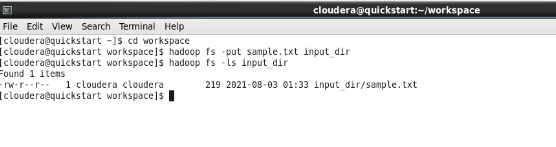 cloudera@quickstart:~/workspace
File Edit View Search Terminal Help
[cloudera@quickstart ~]$ cd workspace
[cloudera@quickstart workspace]$ hadoop fs -put sample.txt input_dir
[cloudera@quickstart workspace]$ hadoop fs -ls input_dir
Found 1 items
-rw-r--r-- 1 cloudera cloudera 219 2021-08-03 01:33 input_dir/sample.txt
[cloudera@quickstart workspace]$